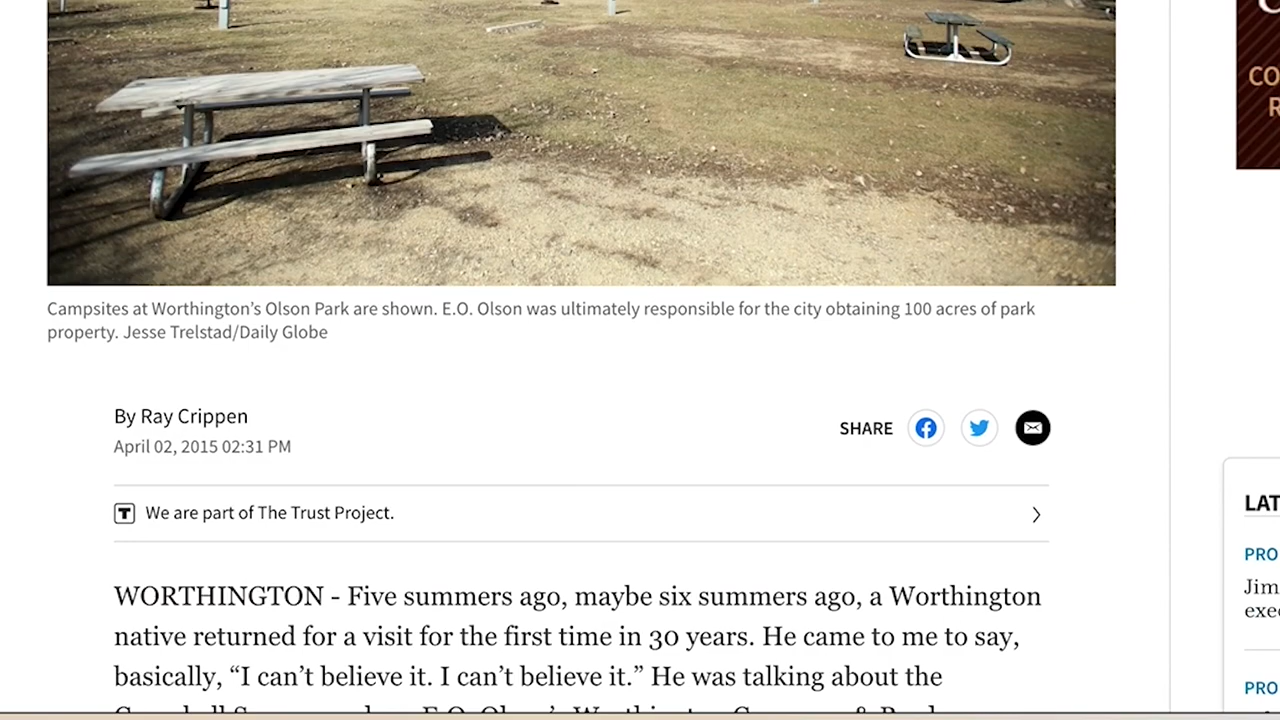 CO
R
Campsites at Worthington's Olson Park are shown. E.O. Olson was ultimately responsible for the city obtaining 100 acres of park
property. Jesse Trelstad/Daily Globe
By Ray Crippen
April 02, 2015 02:31 PM
SHARE
T We are part of The Trust Project.
WORTHINGTON - Five summers ago, maybe six summers ago, a Worthington
native returned for a visit for the first time in 30 years. He came to me to say,
basically, “I can’t believe it. I can’t believe it.” He was talking about the
LAT
PRO
Jim
exe
PRO